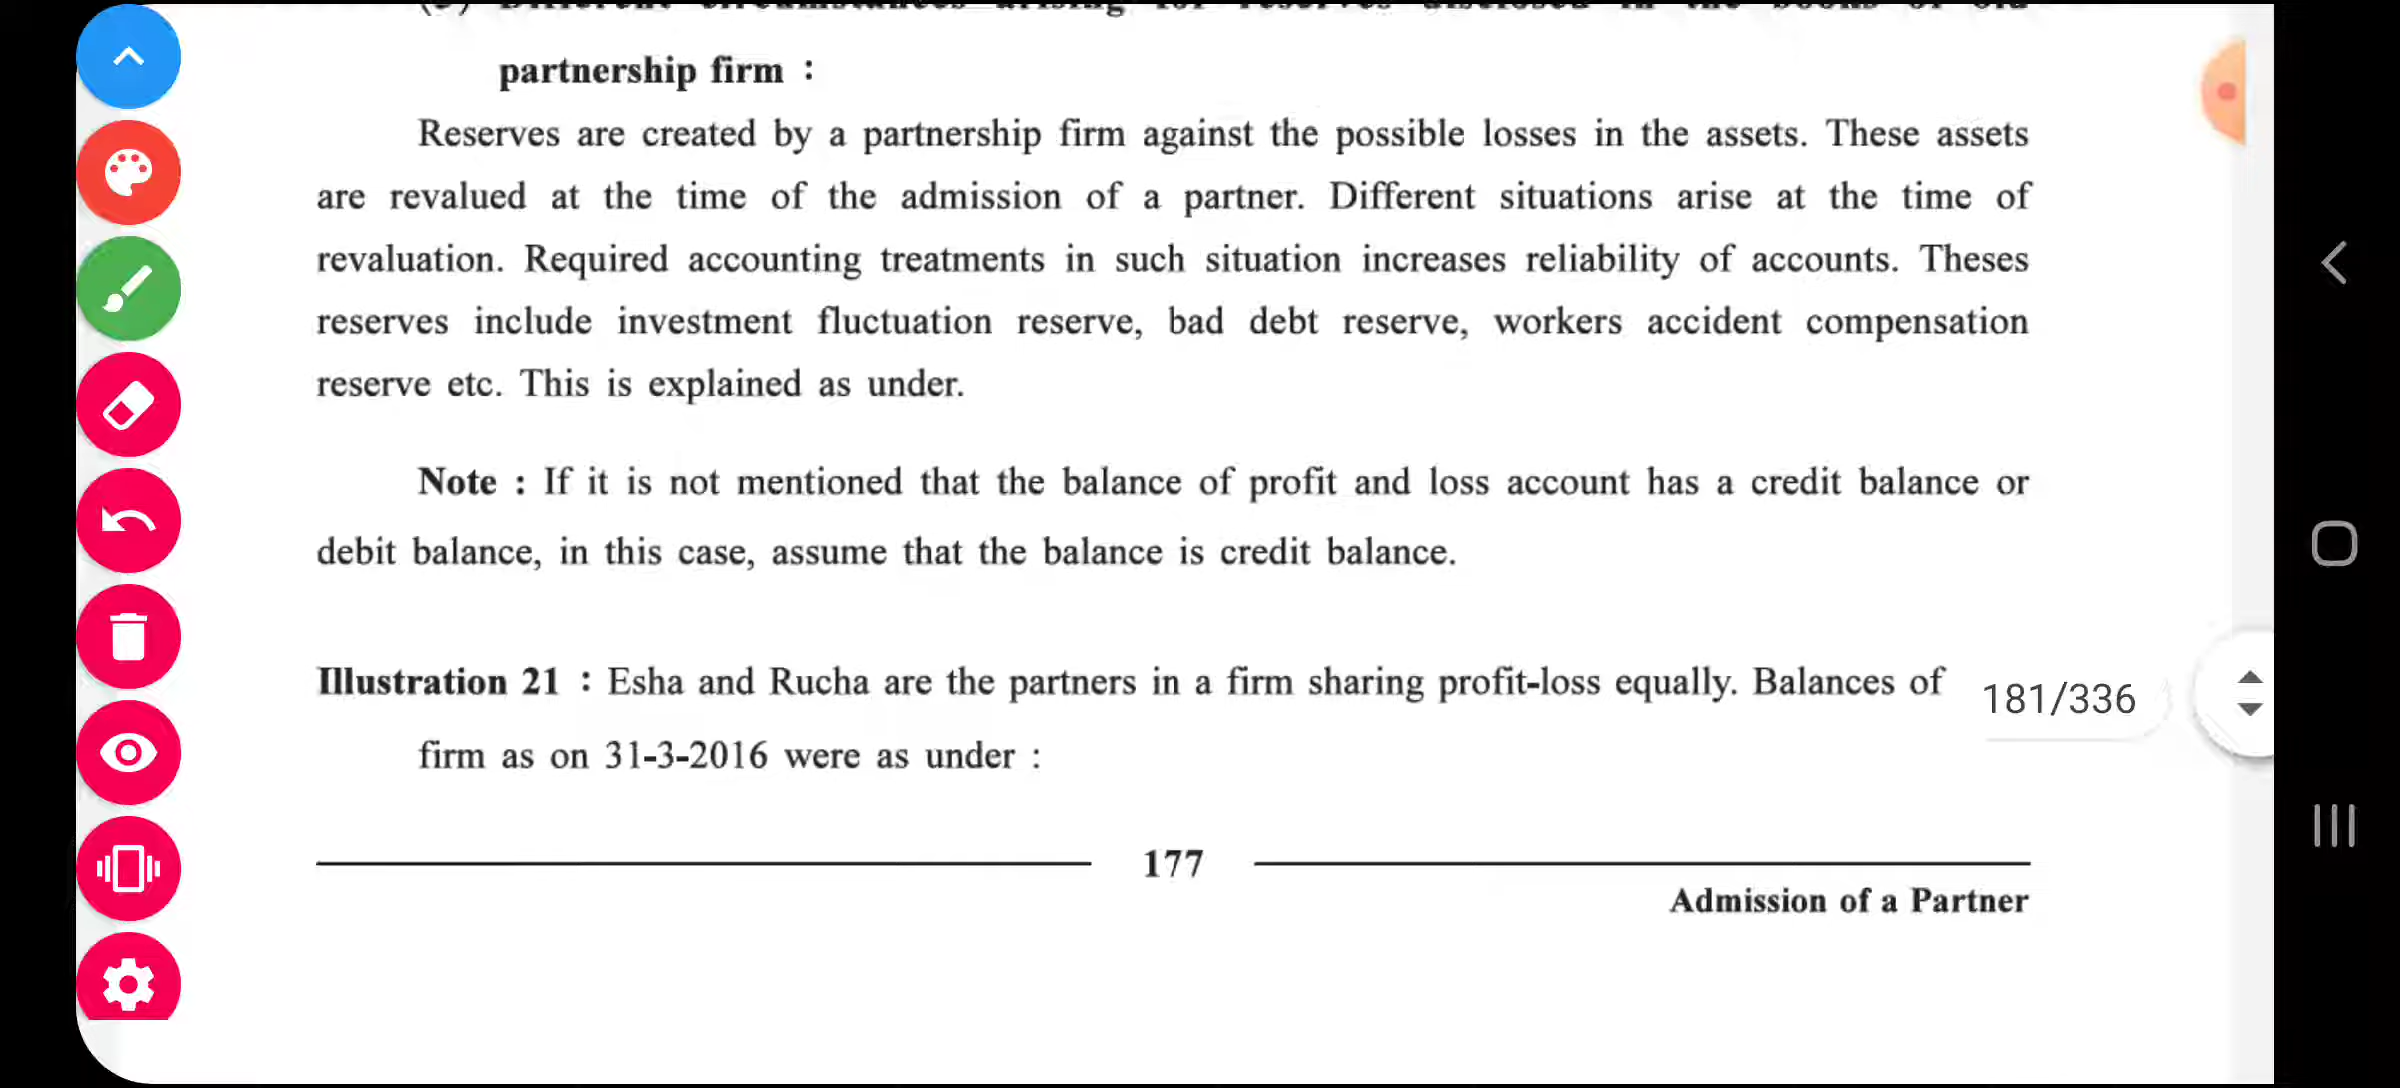 partnership firm :
Reserves are created by a partnership firm against the possible losses in the assets. These assets
are revalued at the time of the admission of a partner. Different situations arise at the time of
revaluation. Required accounting treatments in such situation increases reliability of accounts. Theses
reserves include investment fluctuation reserve, bad debt reserve, workers accident compensation
reserve etc. This is explained as under.
Note : If it is not mentioned that the balance of profit and loss account has a credit balance or
debit balance, in this case, assume that the balance is credit balance.
Illustration 21 : Esha and Rucha are the partners in a firm sharing profit-loss equally. Balances of
181/336
firm as on 31-3-2016 were as under :
177
Admission of a Partner